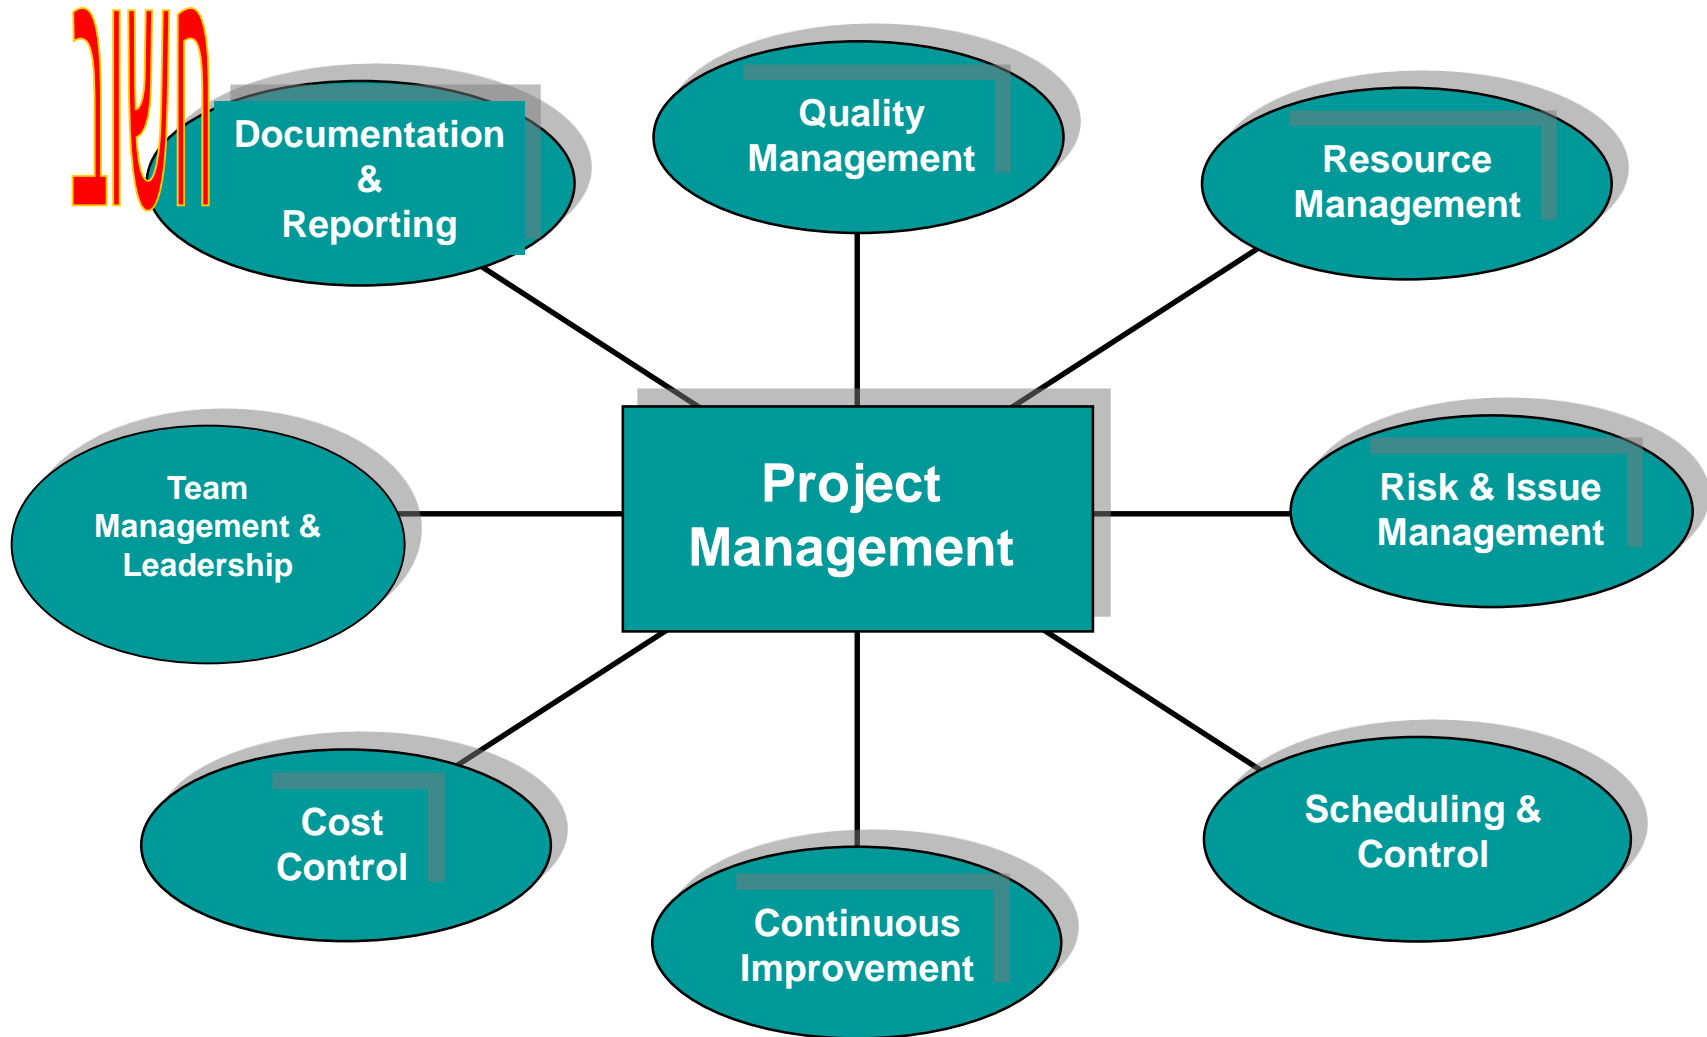 חשוב
Documentation
&
Reporting
Quality
Management
Resource
Management
Team
Management &
Leadership
Project
Management
Risk & Issue
Management
Cost
Control
Continuous
Improvement
Scheduling &
Control